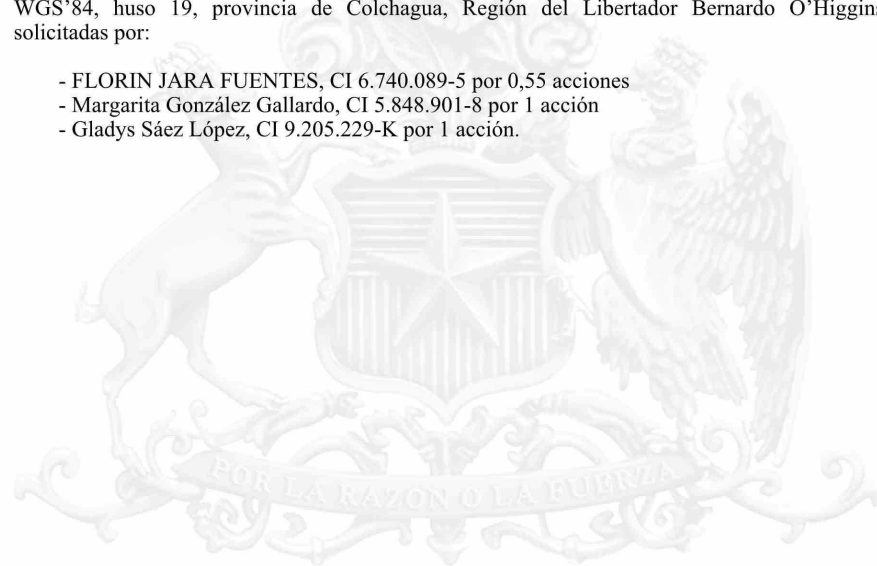 WGS’84, huso 19, provincia de Colchagua, Región del Libertador Bernardo O’Higgins
solicitadas por:
- FLORIN JARA FUENTES, CI 6.740.089-5 por 0,55 acciones
- Margarita González Gallardo, CI 5.848.901-8 por 1 acción
- Gladys Sáez López, CI 9.205.229-K por 1 acción.
POR LA RAZÓN O LA FUERZA